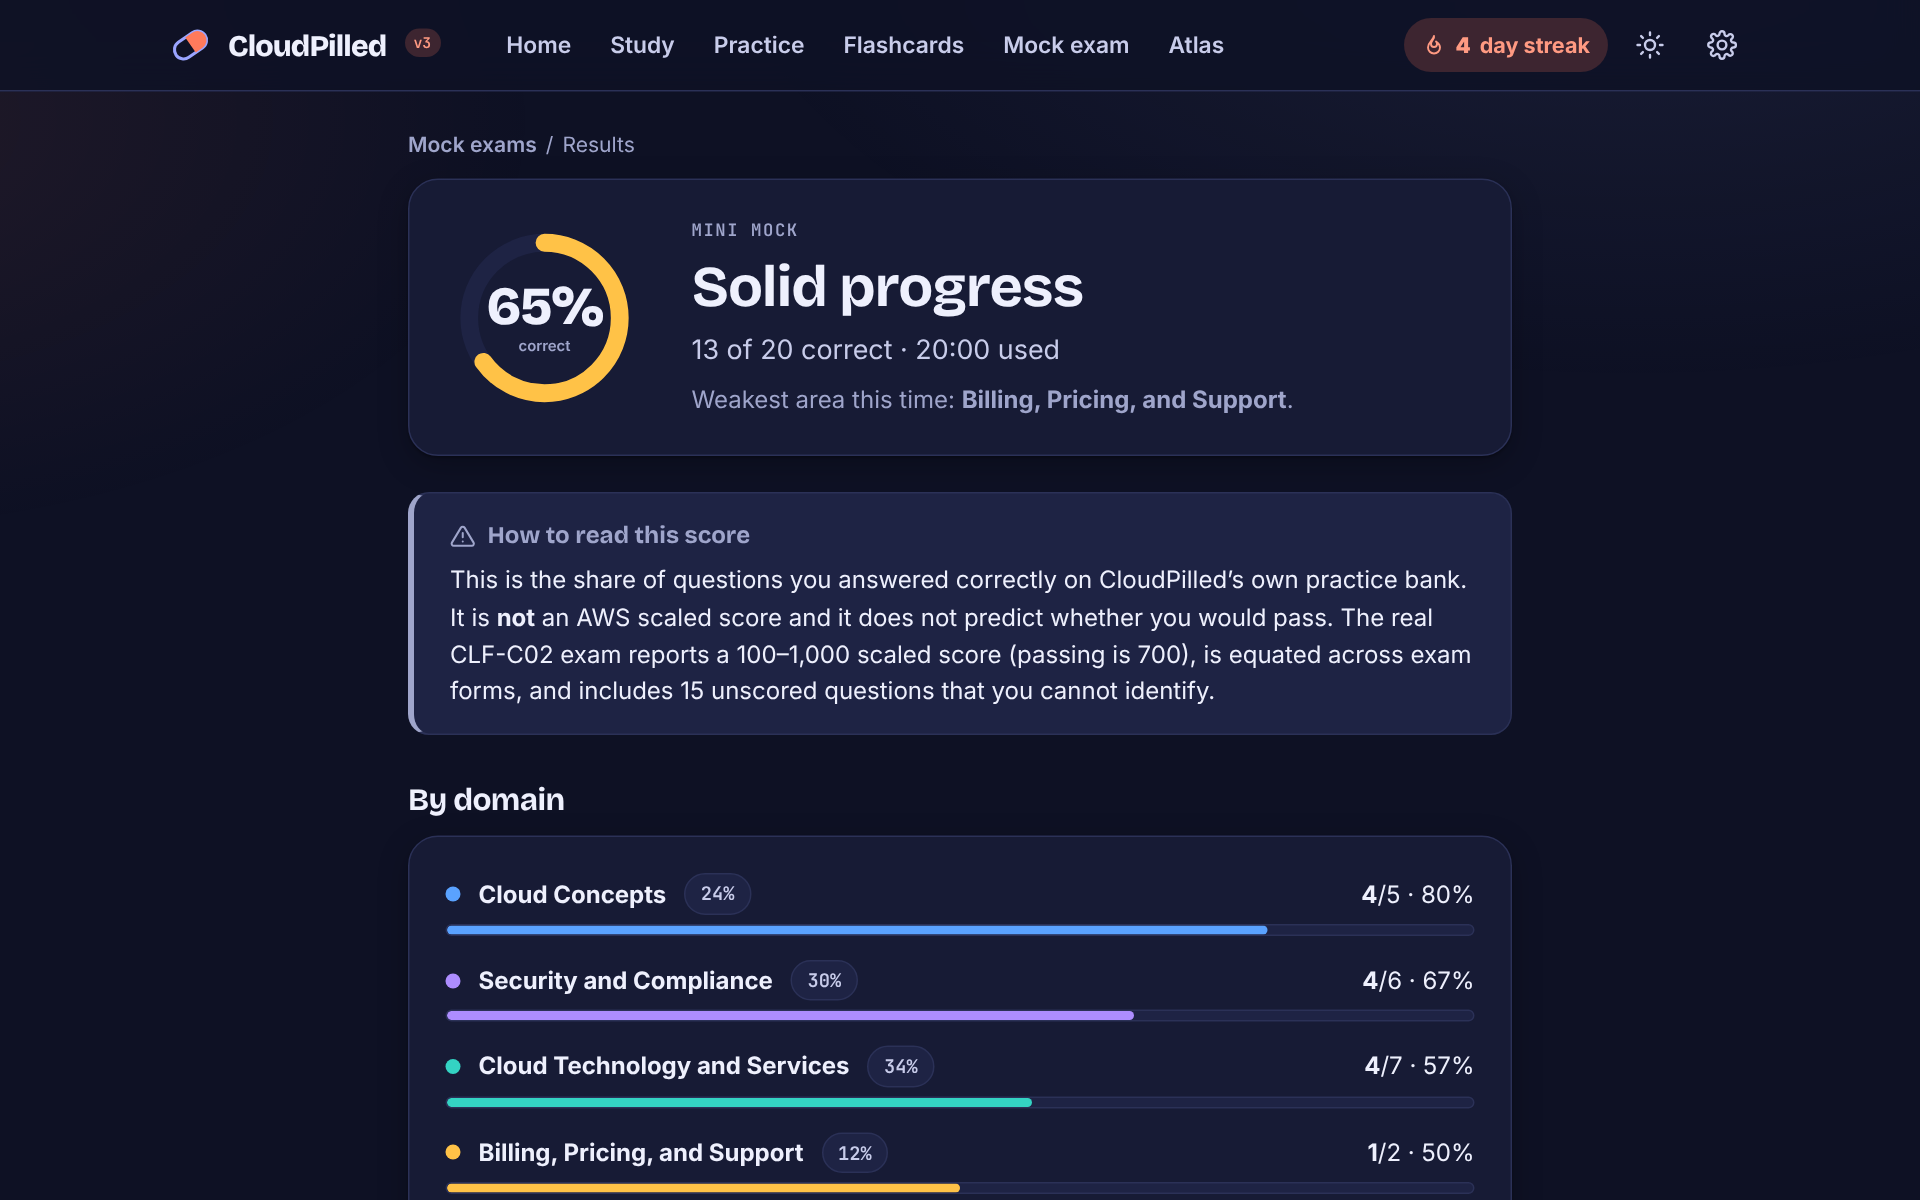 CloudPilled v3 Home Study Practice Flashcards Mock exam Atlas 4 day streak
Mock exams / Results
MINI MOCK
Solid progress
65%
correct
13 of 20 correct · 20:00 used
Weakest area this time: Billing, Pricing, and Support.
How to read this score
This is the share of questions you answered correctly on CloudPilled’s own practice bank.
It is not an AWS scaled score and it does not predict whether you would pass. The real
CLF-C02 exam reports a 100–1,000 scaled score (passing is 700), is equated across exam
forms, and includes 15 unscored questions that you cannot identify.
By domain
Cloud Concepts 24% 4/5 · 80%
Security and Compliance 30% 4/6 · 67%
Cloud Technology and Services 34% 4/7 · 57%
Billing, Pricing, and Support 12% 1/2 · 50%